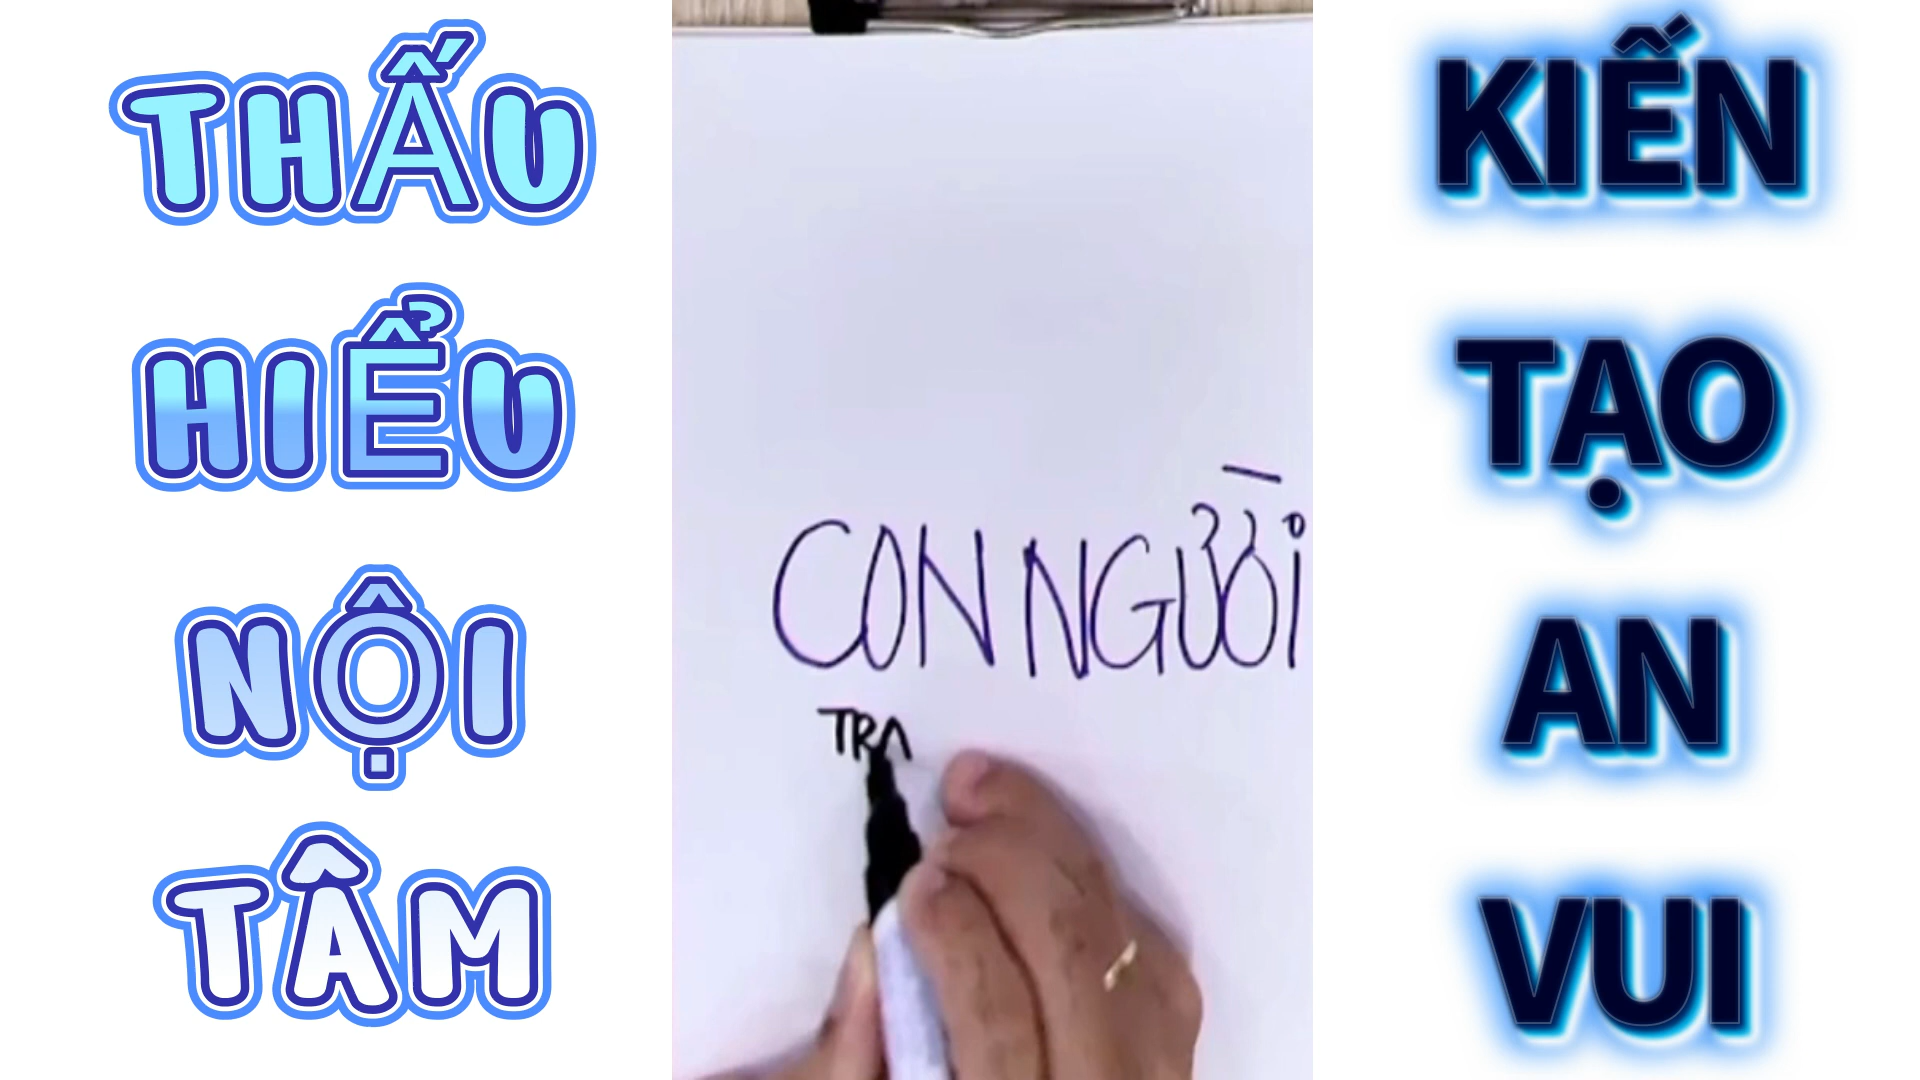 THẤU
HIỂU
NỘI
TÂM
CON NGƯỜI
TRA
KIẾN
TẠO
AN
VUI